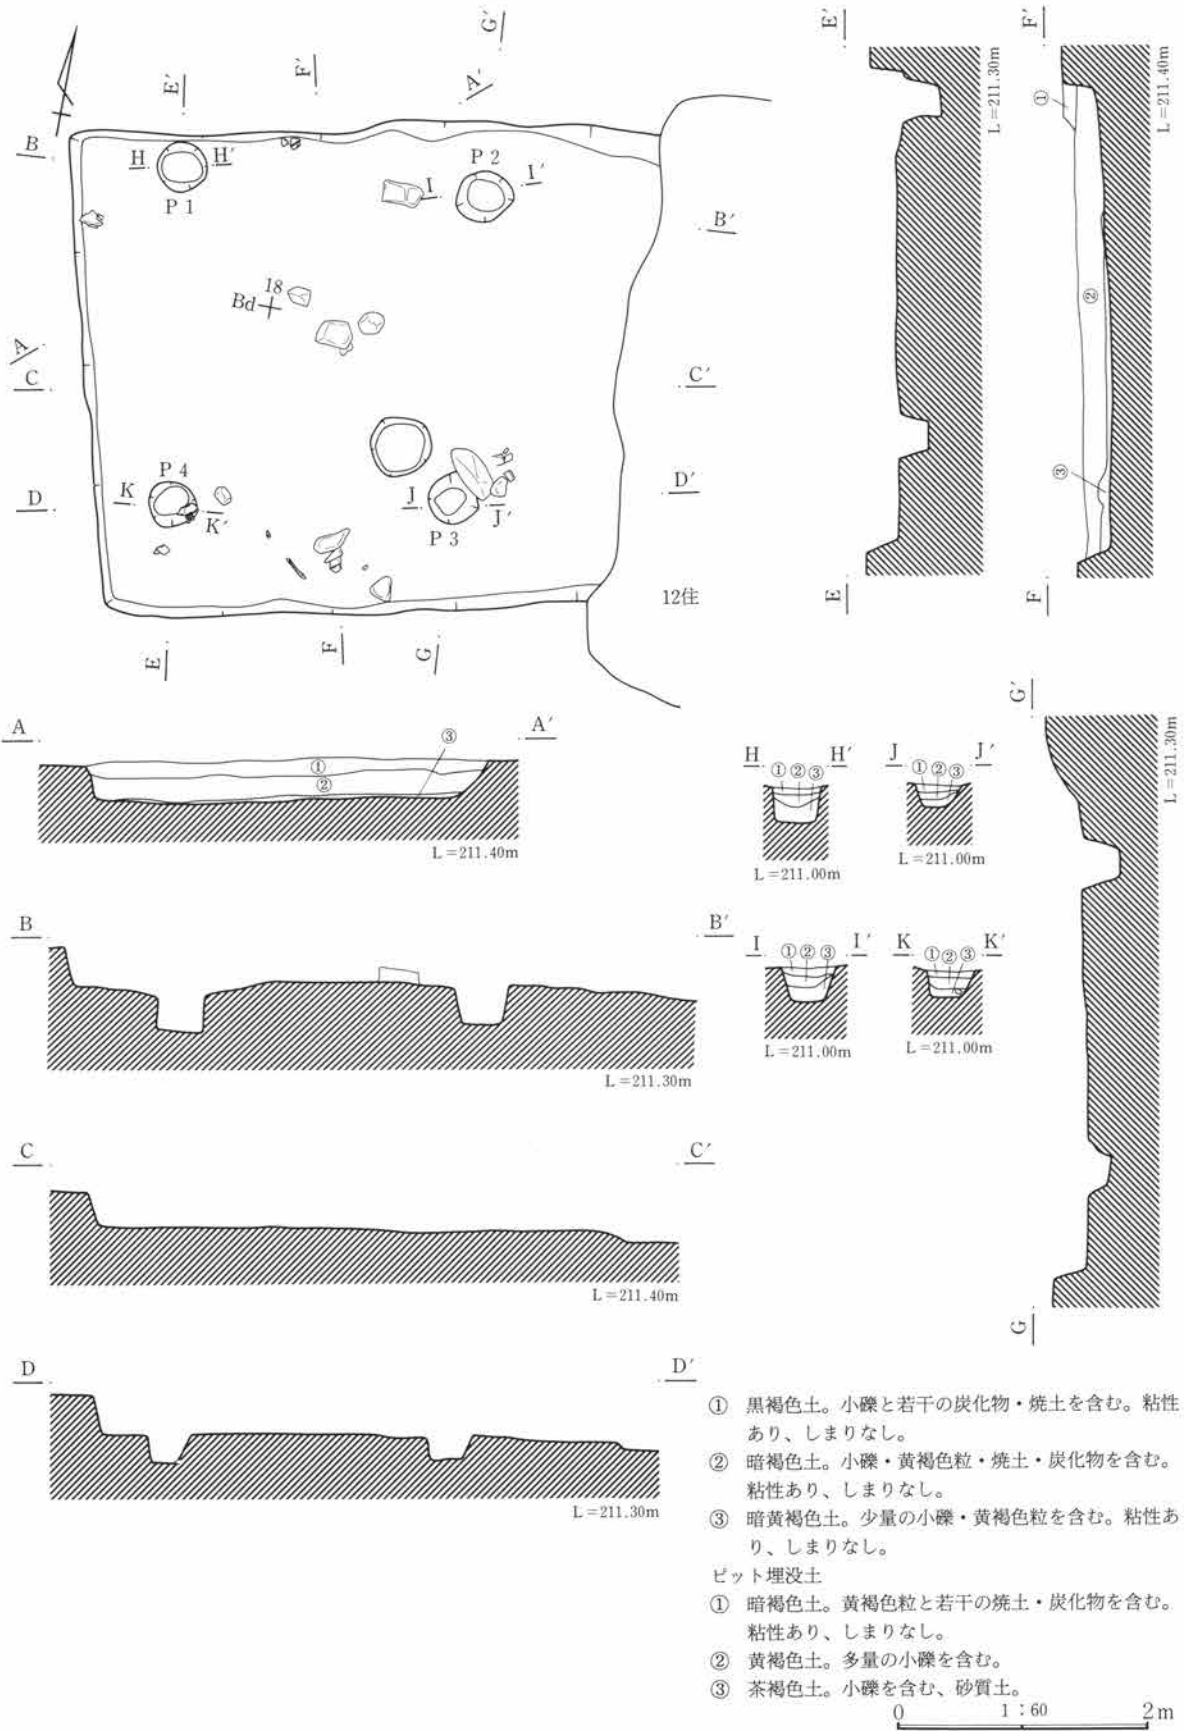 G′
F′
E′
A′
B
H
H′
P 1
P 2
I
I′
B′
18
Bd
A
C
C′
P 4
K
K′
D
J
J′
P 3
D′
12住
E
F
G
E′
L＝211.30m
E
F′
①
L＝211.40m
②
③
F
A
A′
③
①
②
L＝211.40m
B
B′
L＝211.30m
C
C′
L＝211.40m
D
D′
L＝211.30m
H
H′
①②③
L＝211.00m
J
J′
①②③
L＝211.00m
I
I′
①②③
L＝211.00m
K
K′
①②③
L＝211.00m
G′
L＝211.30m
G
① 黒褐色土。小礫と若干の炭化物・焼土を含む。粘性
あり、しまりなし。
② 暗褐色土。小礫・黄褐色粒・焼土・炭化物を含む。
粘性あり、しまりなし。
③ 暗黄褐色土。少量の小礫・黄褐色粒を含む。粘性あ
り、しまりなし。
ピット埋没土
① 暗褐色土。黄褐色粒と若干の焼土・炭化物を含む。
粘性あり、しまりなし。
② 黄褐色土。多量の小礫を含む。
③ 茶褐色土。小礫を含む、砂質土。
0 1：60 2m